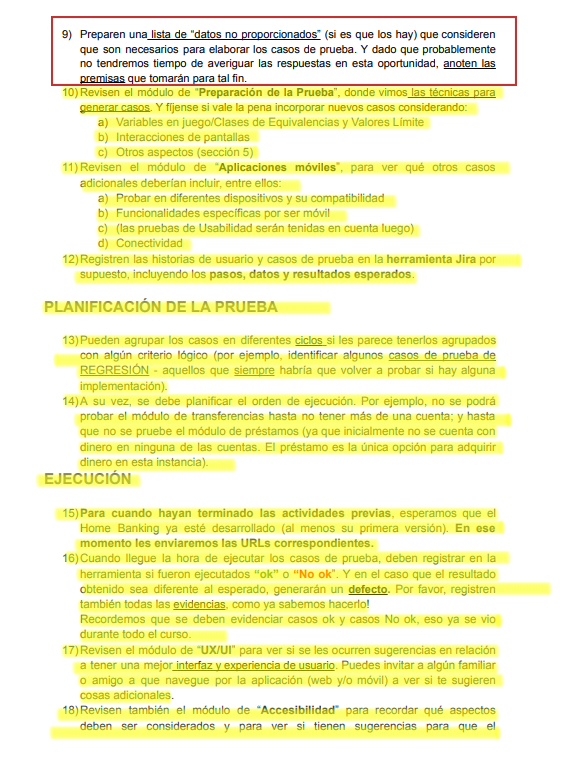 9) Preparen una lista de “datos no proporcionados” (si es que los hay) que consideren
que son necesarios para elaborar los casos de prueba. Y dado que probablemente
no tendremos tiempo de averiguar las respuestas en esta oportunidad, anoten las
premisas que tomarán para tal fin.
10) Revisen el módulo de “Preparación de la Prueba”, donde vimos las técnicas para
generar casos. Y fíjense si vale la pena incorporar nuevos casos considerando:
a) Variables en juego/Clases de Equivalencias y Valores Límite
b) Interacciones de pantallas
c) Otros aspectos (sección 5)
11) Revisen el módulo de “Aplicaciones móviles”, para ver qué otros casos
adicionales deberían incluir, entre ellos:
a) Probar en diferentes dispositivos y su compatibilidad
b) Funcionalidades específicas por ser móvil
c) (las pruebas de Usabilidad serán tenidas en cuenta luego)
d) Conectividad
12) Registren las historias de usuario y casos de prueba en la herramienta Jira por
supuesto, incluyendo los pasos, datos y resultados esperados.
PLANIFICACIÓN DE LA PRUEBA
13) Pueden agrupar los casos en diferentes ciclos si les parece tenerlos agrupados
con algún criterio lógico (por ejemplo, identificar algunos casos de prueba de
REGRESIÓN - aquellos que siempre habría que volver a probar si hay alguna
implementación).
14) A su vez, se debe planificar el orden de ejecución. Por ejemplo, no se podrá
probar el módulo de transferencias hasta no tener más de una cuenta; y hasta
que no se pruebe el módulo de préstamos (ya que inicialmente no se cuenta con
dinero en ninguna de las cuentas. El préstamo es la única opción para adquirir
dinero en esta instancia).
EJECUCIÓN
15) Para cuando hayan terminado las actividades previas, esperamos que el
Home Banking ya esté desarrollado (al menos su primera versión). En ese
momento les enviaremos las URLs correspondientes.
16) Cuando llegue la hora de ejecutar los casos de prueba, deben registrar en la
herramienta si fueron ejecutados “ok” o “No ok”. Y en el caso que el resultado
obtenido sea diferente al esperado, generarán un defecto. Por favor, registren
también todas las evidencias, como ya sabemos hacerlo!
Recordemos que se deben evidenciar casos ok y casos No ok, eso ya se vio
durante todo el curso.
17) Revisen el módulo de “UX/UI” para ver si se les ocurren sugerencias en relación
a tener una mejor interfaz y experiencia de usuario. Puedes invitar a algún familiar
o amigo a que navegue por la aplicación (web y/o móvil) a ver si te sugieren
cosas adicionales.
18) Revisen también el módulo de “Accesibilidad” para recordar qué aspectos
deben ser considerados y para ver si tienen sugerencias para que el